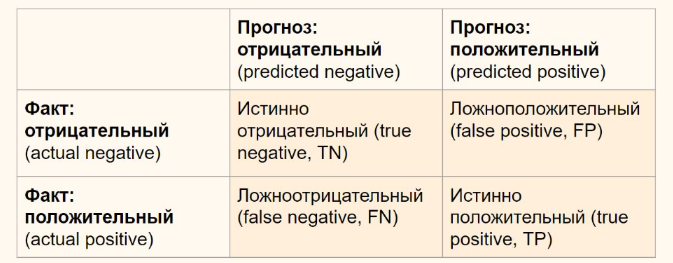 Прогноз:
отрицательный
(predicted negative)
Прогноз:
положительный
(predicted positive)
Факт:
отрицательный
(actual negative)
Истинно
отрицательный (true
negative, TN)
Ложноположительный
(false positive, FP)
Факт:
положительный
(actual positive)
Ложноотрицательный
(false negative, FN)
Истинно
положительный (true
positive, TP)